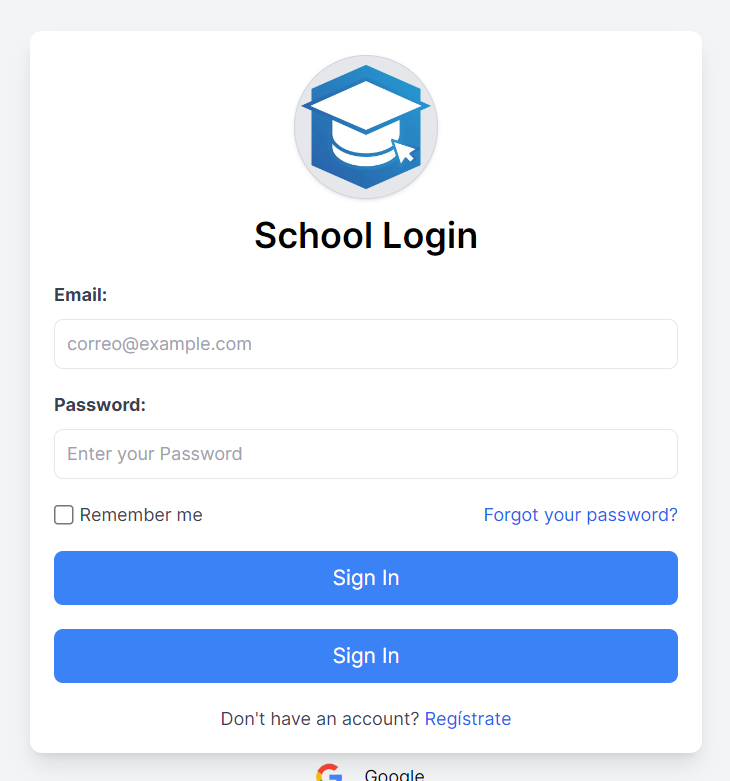 School Login
Email:
correo@example.com
Password:
Enter your Password
Remember me
Forgot your password?
Sign In
Sign In
Don't have an account? Regístrate
Google